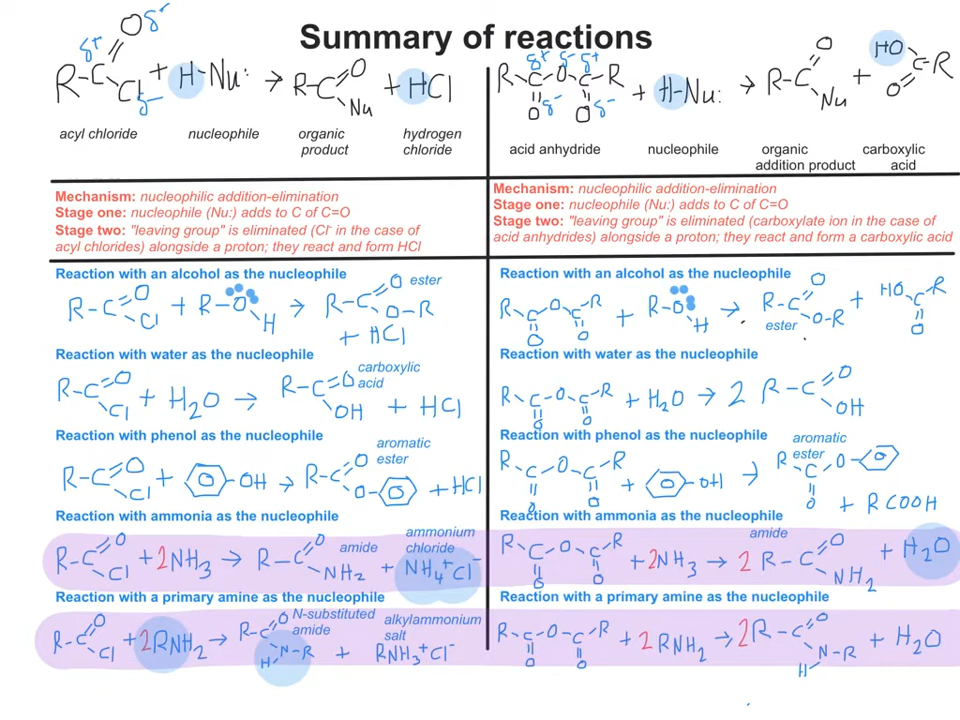 Summary of reactions
R-C=O Cl + H-Nu: → R-C=O Nu + HCl
δ+ δ- δ-
acyl chloride nucleophile organic product hydrogen chloride
R-C-O-C-R O O + H-Nu: → R-C=O Nu + HO C=O R
δ+ δ- δ+ δ- δ-
acid anhydride nucleophile organic addition product carboxylic acid
Mechanism: nucleophilic addition-elimination
Stage one: nucleophile (Nu:) adds to C of C=O
Stage two: "leaving group" is eliminated (Cl- in the case of
acyl chlorides) alongside a proton; they react and form HCl
Mechanism: nucleophilic addition-elimination
Stage one: nucleophile (Nu:) adds to C of C=O
Stage two: "leaving group" is eliminated (carboxylate ion in the case of
acid anhydrides) alongside a proton; they react and form a carboxylic acid
Reaction with an alcohol as the nucleophile
R-C=O Cl + R-O H → R-C=O O-R ester
+ HCl
Reaction with water as the nucleophile
R-C=O Cl + H2O → R-C=O OH carboxylic acid + HCl
Reaction with phenol as the nucleophile
R-C=O Cl + -OH → R-C=O O- aromatic ester + HCl
Reaction with ammonia as the nucleophile
R-C=O Cl + 2NH3 → R-C=O NH2 amide + NH4+Cl- ammonium chloride
Reaction with a primary amine as the nucleophile
R-C=O Cl + 2RNH2 → R-C=O N-R H N-substituted amide + RNH3+Cl- alkylammonium salt
Reaction with an alcohol as the nucleophile
R-C-O-C-R O O + R-O H → R-C=O O-R ester + HO C-R O
Reaction with water as the nucleophile
R-C-O-C-R O O + H2O → 2 R-C=O OH
Reaction with phenol as the nucleophile
R-C-O-C-R O O + -OH → R C O- O aromatic ester
+ RCOOH
Reaction with ammonia as the nucleophile
R-C-O-C-R O O + 2NH3 → 2 R-C=O NH2 amide + H2O
Reaction with a primary amine as the nucleophile
R-C-O-C-R O O + 2RNH2 → 2R-C=O N-R H + H2O